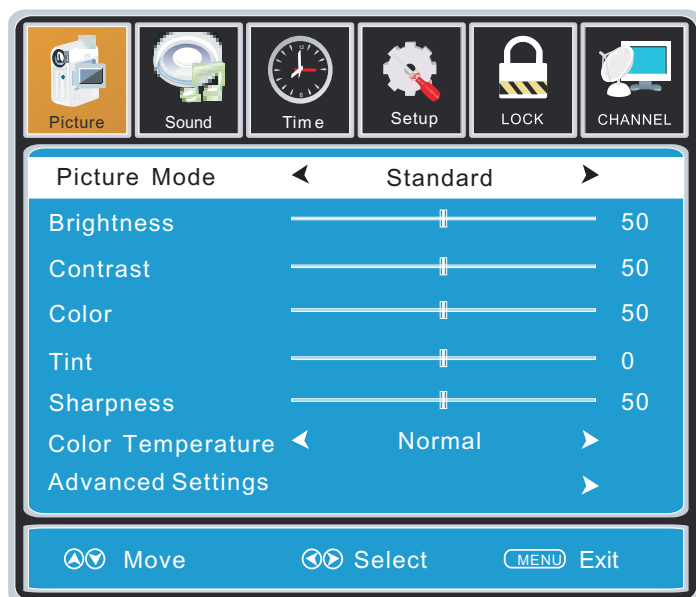 Picture Sound Time Setup LOCK CHANNEL
Picture Mode Standard
Brightness 50
Contrast 50
Color 50
Tint 0
Sharpness 50
Color Temperature Normal
Advanced Settings
Move Select MENU Exit